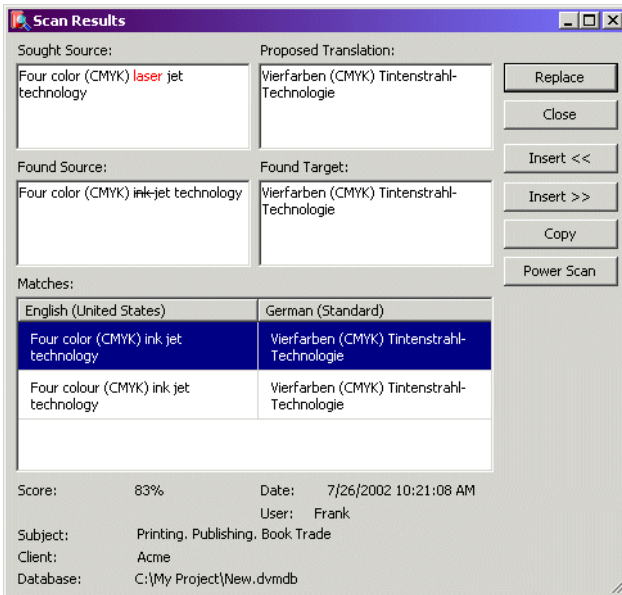 Scan Results
Sought Source:
Proposed Translation:
Four color (CMYK) laser jet
technology
Vierfarben (CMYK) Tintenstrahl-
Technologie
Replace
Close
Found Source:
Found Target:
Insert <<
Four color (CMYK) ink jet technology
Vierfarben (CMYK) Tintenstrahl-
Technologie
Insert >>
Copy
Power Scan
Matches:
English (United States)
German (Standard)
Four color (CMYK) ink jet
technology
Vierfarben (CMYK) Tintenstrahl-
Technologie
Four colour (CMYK) ink jet
technology
Vierfarben (CMYK) Tintenstrahl-
Technologie
Score: 83%
Date: 7/26/2002 10:21:08 AM
User: Frank
Subject: Printing. Publishing. Book Trade
Client: Acme
Database: C:\My Project\New.dvmdb